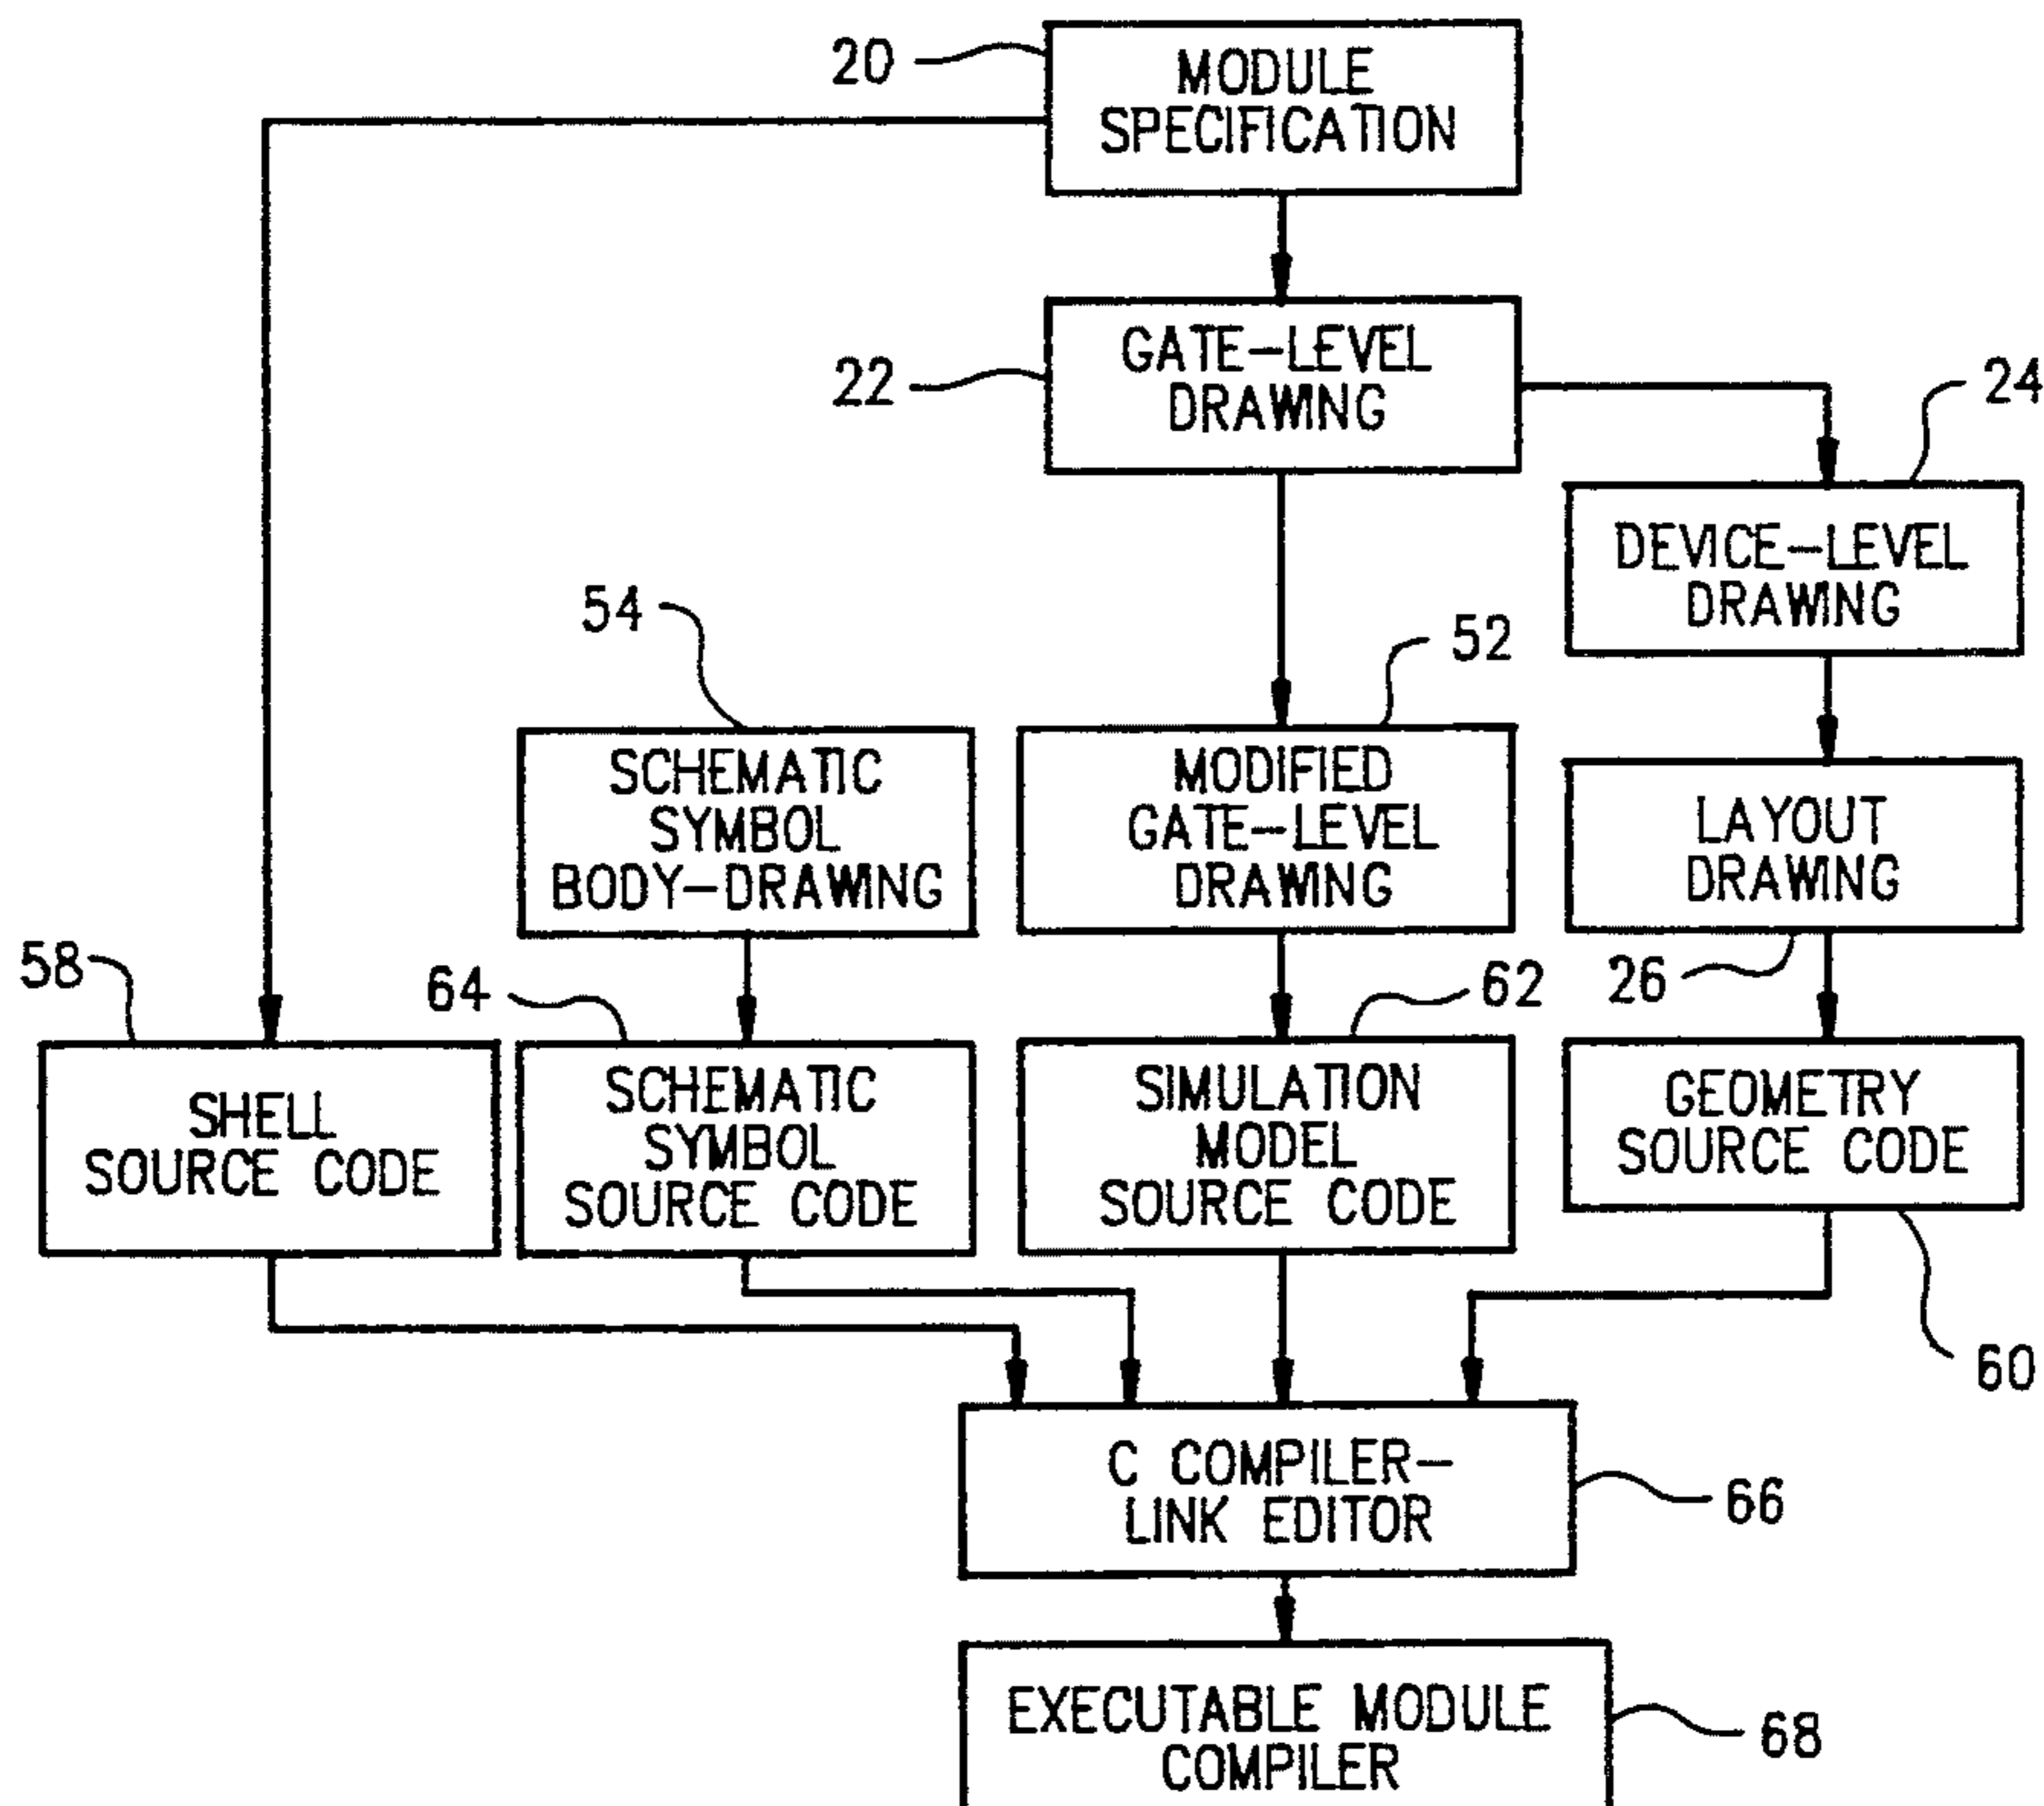 20
MODULE
SPECIFICATION
22
GATE-LEVEL
DRAWING
24
DEVICE-LEVEL
DRAWING
54
SCHEMATIC
SYMBOL
BODY-DRAWING
52
MODIFIED
GATE-LEVEL
DRAWING
LAYOUT
DRAWING
26
58
SHELL
SOURCE CODE
64
SCHEMATIC
SYMBOL
SOURCE CODE
62
SIMULATION
MODEL
SOURCE CODE
GEOMETRY
SOURCE CODE
60
C COMPILER-
LINK EDITOR
66
EXECUTABLE MODULE
COMPILER
68